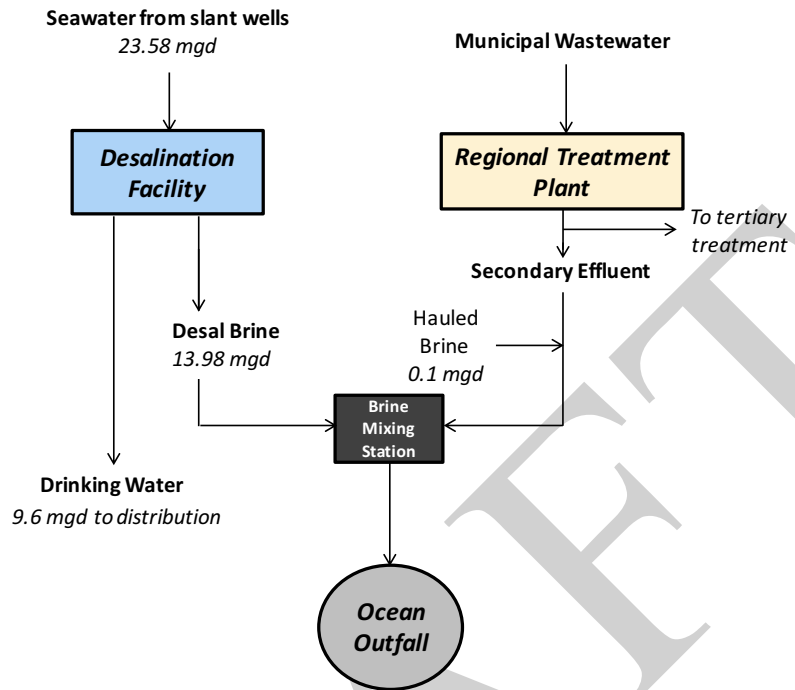 Seawater from slant wells
23.58 mgd
Municipal Wastewater
Desalination
Facility
Regional Treatment
Plant
To tertiary
treatment
Secondary Effluent
Desal Brine
13.98 mgd
Hauled
Brine
0.1 mgd
Brine
Mixing
Station
Drinking Water
9.6 mgd to distribution
Ocean
Outfall